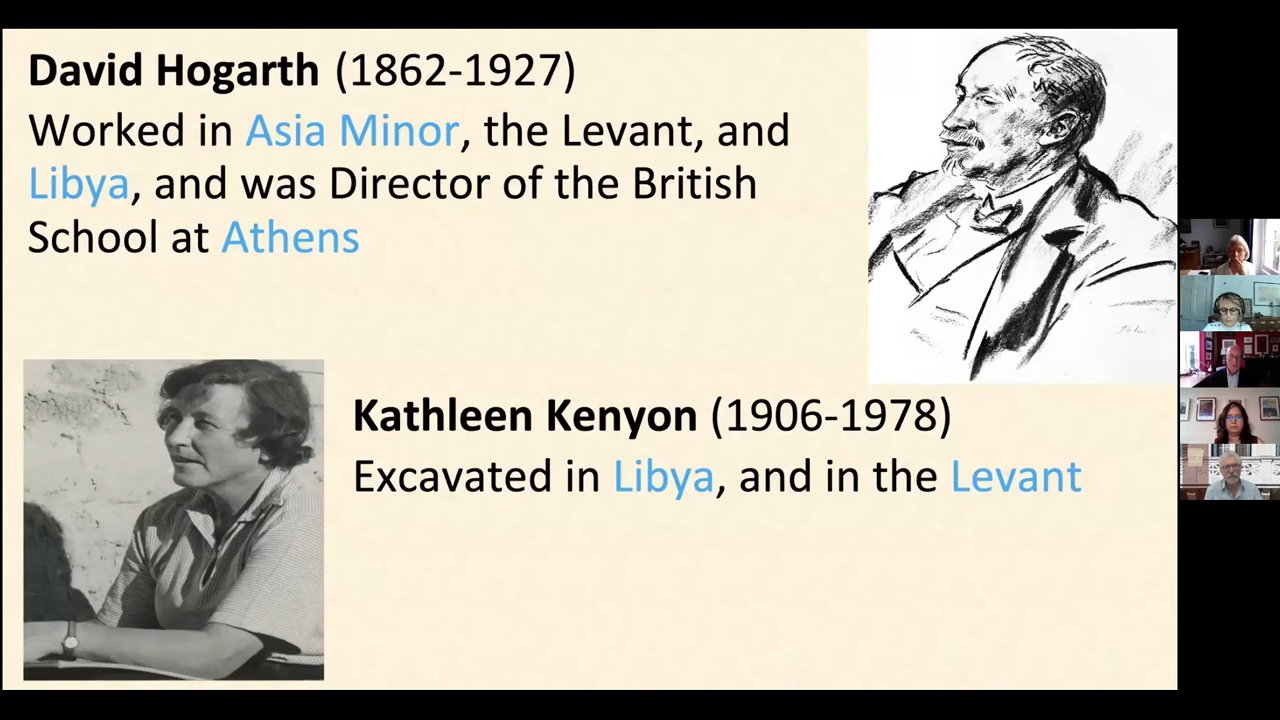 David Hogarth (1862-1927)
Worked in Asia Minor, the Levant, and
Libya, and was Director of the British
School at Athens
Kathleen Kenyon (1906-1978)
Excavated in Libya, and in the Levant